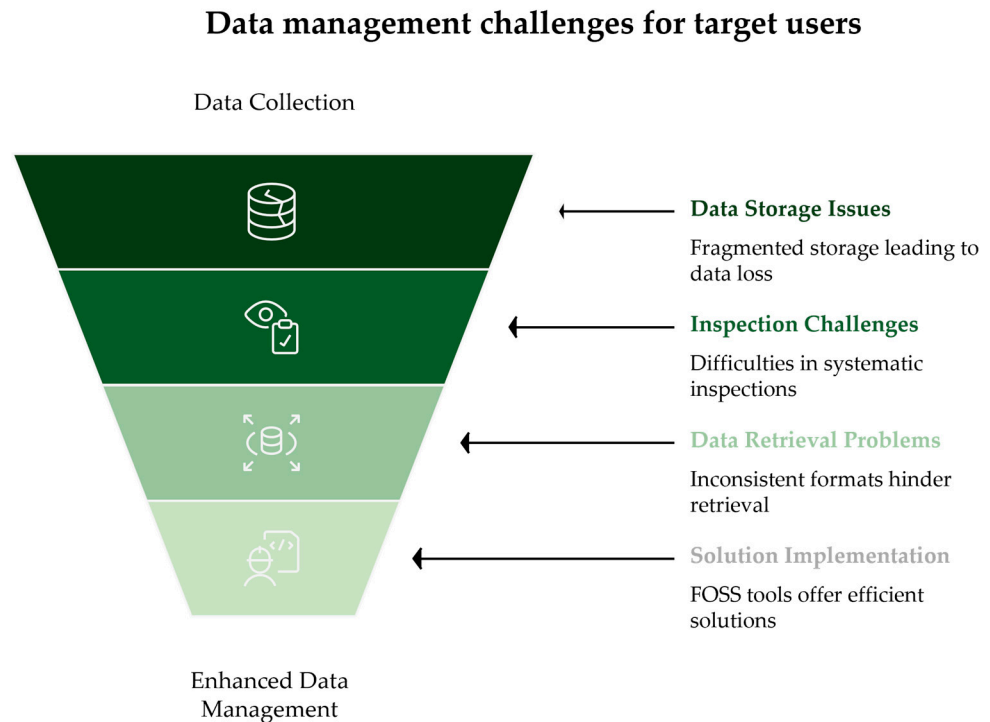 Data management challenges for target users
Data Collection
Data Storage Issues
Fragmented storage leading to
data loss
Inspection Challenges
Difficulties in systematic
inspections
Data Retrieval Problems
Inconsistent formats hinder
retrieval
</>
Solution Implementation
FOSS tools offer efficient
solutions
Enhanced Data
Management